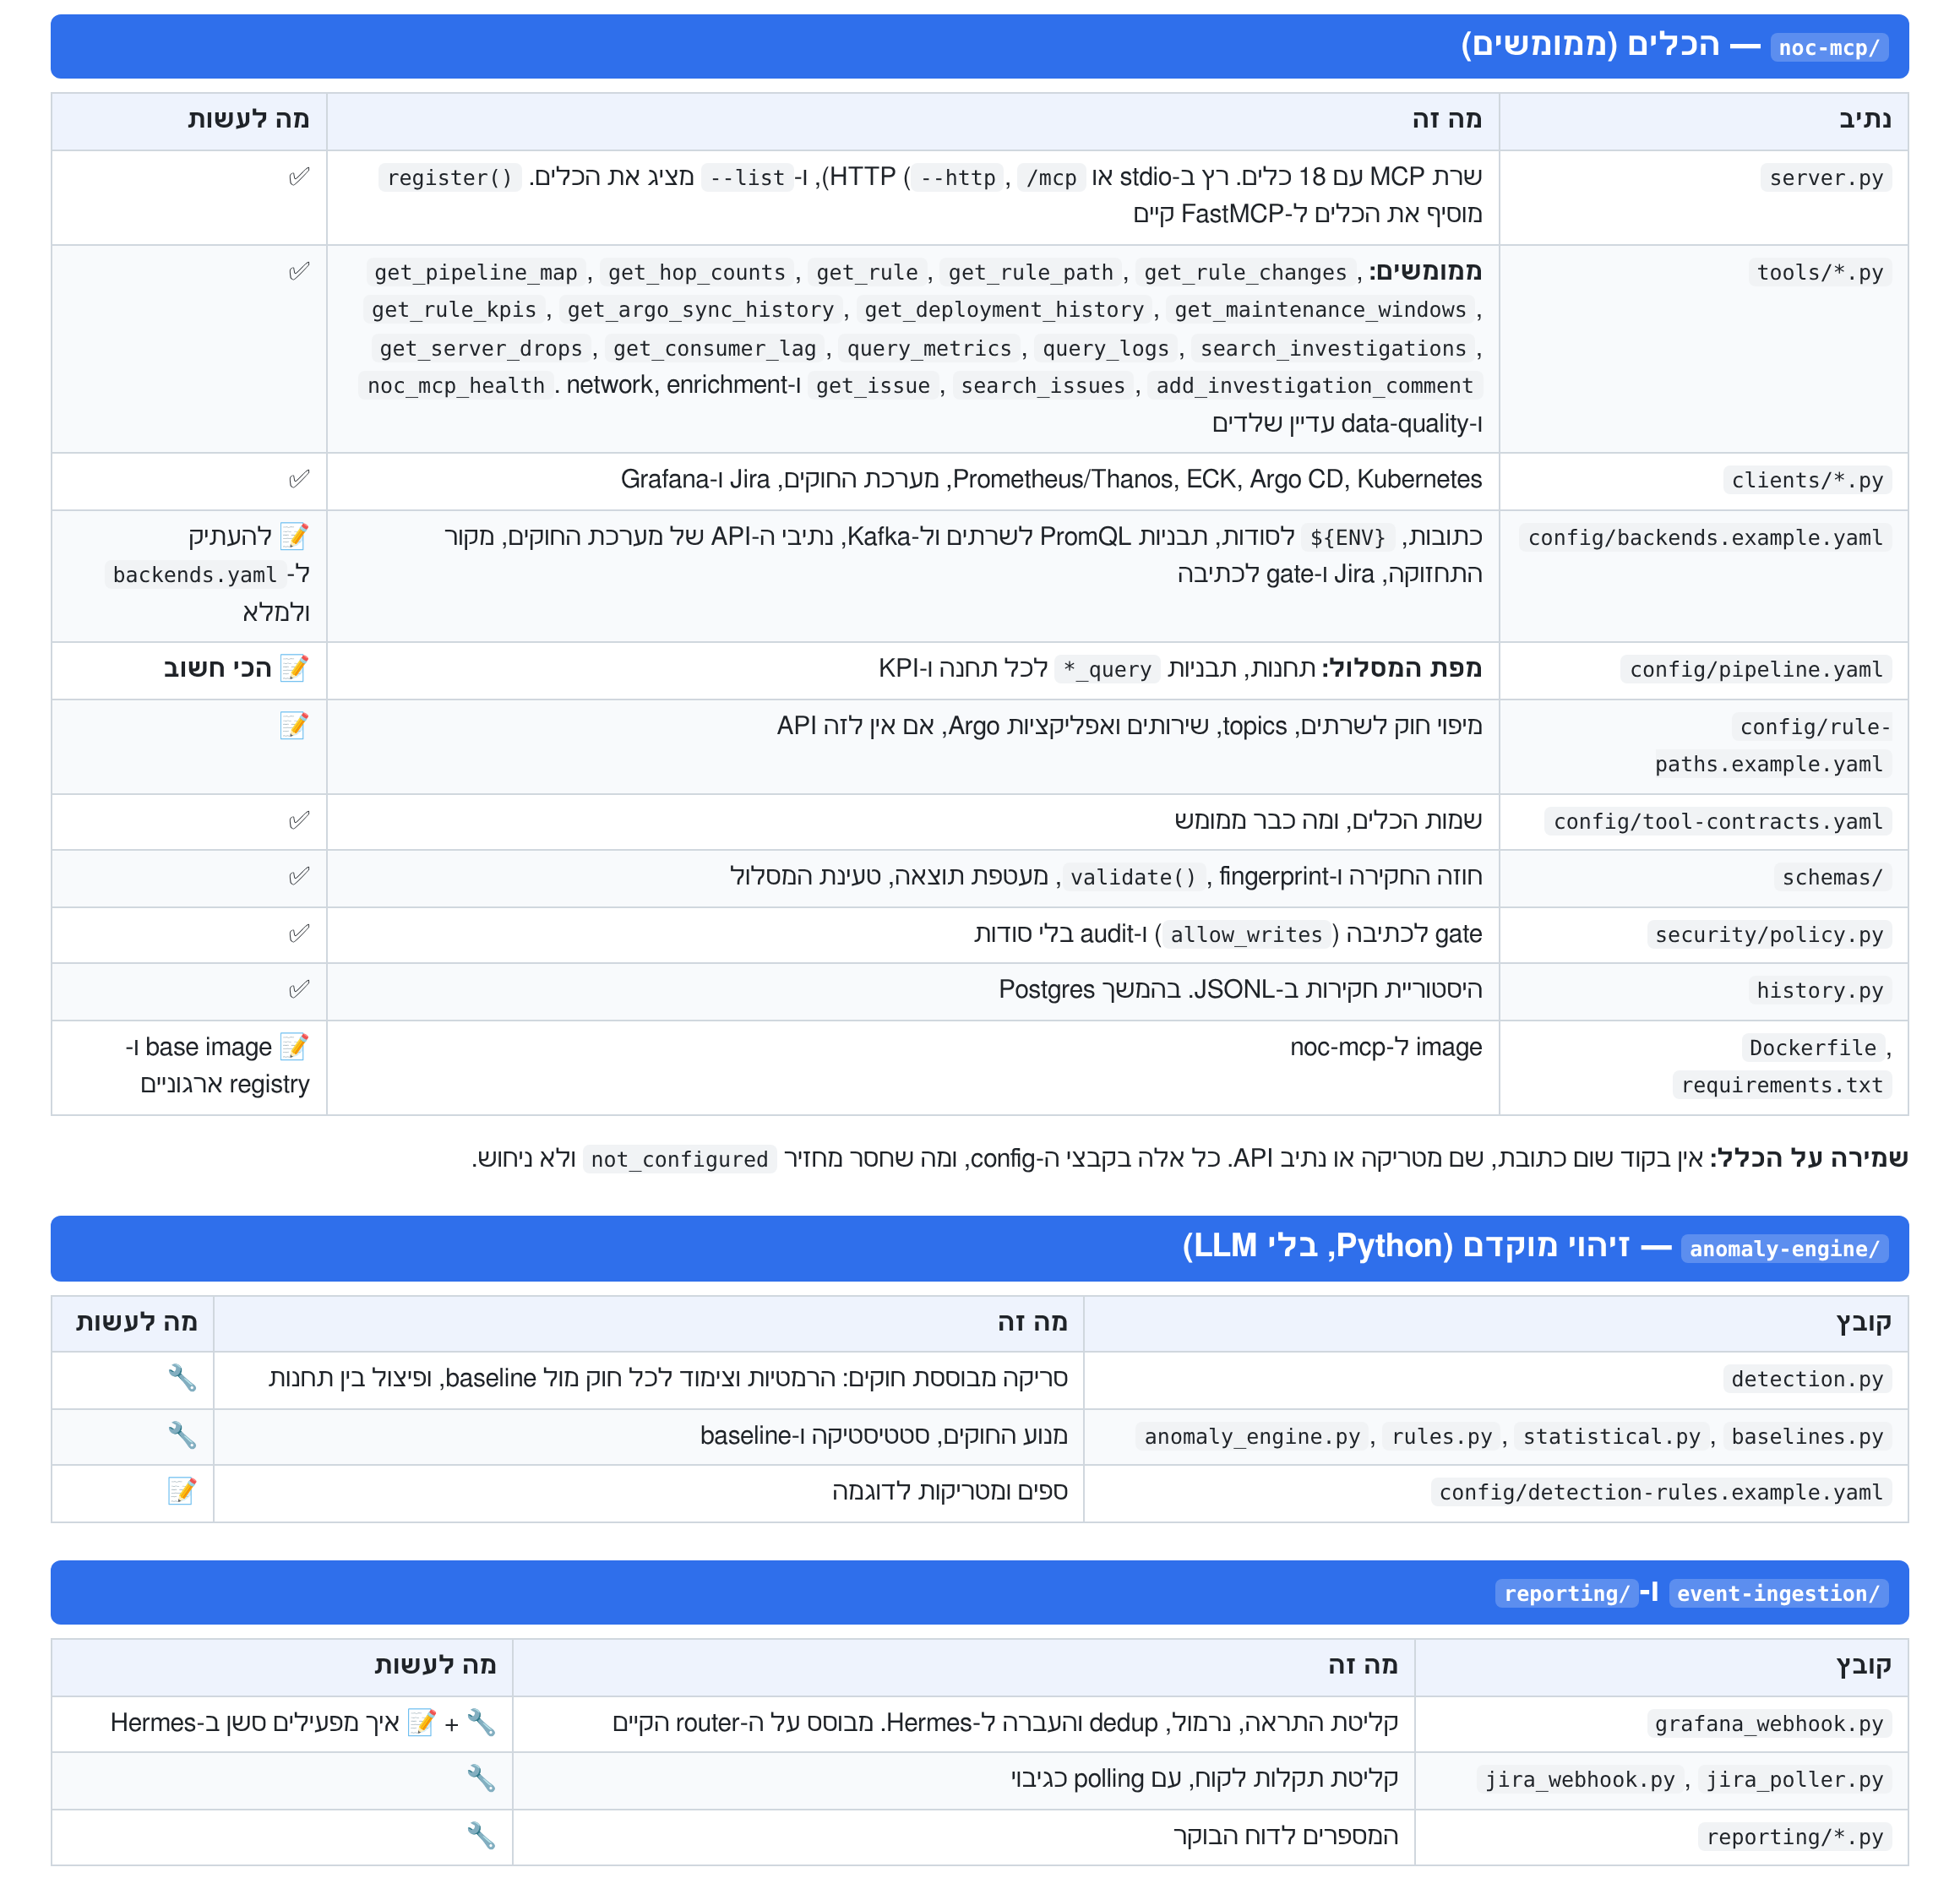 noc-mcp/ — הכלים (ממומשים)
נתיב	מה זה	מה לעשות
server.py	שרת MCP עם 18 כלים. רץ ב-stdio או HTTP (--http, /mcp), ו---list מציג את הכלים. register()	✅
מוסיף את הכלים ל-FastMCP קיים
tools/*.py	ממומשים: get_pipeline_map, get_hop_counts, get_rule, get_rule_path, get_rule_changes,	✅
get_rule_kpis, get_argo_sync_history, get_deployment_history, get_maintenance_windows,
get_server_drops, get_consumer_lag, query_metrics, query_logs, search_investigations,
get_issue, search_issues, add_investigation_comment ו-noc_mcp_health. network, enrichment
ו-data-quality עדיין שלדים
clients/*.py	Prometheus/Thanos, ECK, Argo CD, Kubernetes, מערכת החוקים, Jira ו-Grafana	✅
config/backends.example.yaml	כתובות, ${ENV} לסודות, תבניות PromQL לשרתים ול-Kafka, נתיבי ה-API של מערכת החוקים, מקור	📝 להעתיק
התחזוקה, Jira ו-gate לכתיבה	ל-backends.yaml
ולמלא
config/pipeline.yaml	מפת המסלול: תחנות, תבניות *_query לכל תחנה ו-KPI	📝 הכי חשוב
config/rule-	מיפוי חוק לשרתים, topics, שירותים ואפליקציות Argo, אם אין לזה API	📝
paths.example.yaml
config/tool-contracts.yaml	שמות הכלים, ומה כבר ממומש	✅
schemas/	חוזה החקירה ו-fingerprint, validate(), מעטפת תוצאה, טעינת המסלול	✅
security/policy.py	gate לכתיבה (allow_writes) ו-audit בלי סודות	✅
history.py	היסטוריית חקירות ב-JSONL. בהמשך Postgres	✅
Dockerfile,	image ל-noc-mcp	📝 base image ו-
requirements.txt	registry ארגוניים
שמירה על הכלל: אין בקוד שום כתובת, שם מטריקה או נתיב API. כל אלה בקבצי ה-config, ומה שחסר מחזיר not_configured ולא ניחוש.
anomaly-engine/ — זיהוי מוקדם (Python, בלי LLM)
קובץ	מה זה	מה לעשות
detection.py	סריקה מבוססת חוקים: הרמטיות וצימוד לכל חוק מול baseline, ופיצול בין תחנות	🔧
anomaly_engine.py, rules.py, statistical.py, baselines.py	מנוע החוקים, סטטיסטיקה ו-baseline	🔧
config/detection-rules.example.yaml	ספים ומטריקות לדוגמה	📝
event-ingestion/ ו-reporting/
קובץ	מה זה	מה לעשות
grafana_webhook.py	קליטת התראה, נרמול, dedup והעברה ל-Hermes. מבוסס על ה-router הקיים	🔧 + 📝 איך מפעילים סשן ב-Hermes
jira_webhook.py, jira_poller.py	קליטת תקלות לקוח, עם polling כגיבוי	🔧
reporting/*.py	המספרים לדוח הבוקר	🔧